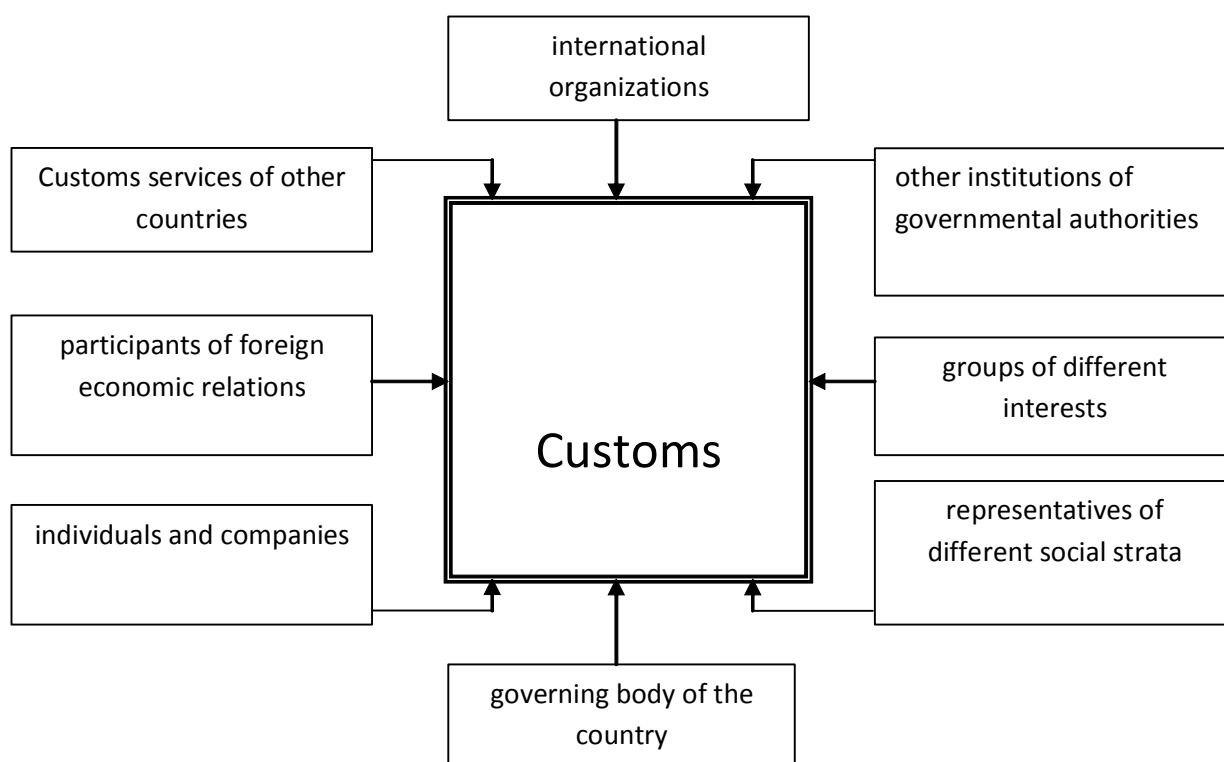 international
organizations
Customs services of other
countries
other institutions of
governmental authorities
participants of foreign
economic relations
groups of different
interests
Customs
individuals and companies
representatives of
different social strata
governing body of the
country